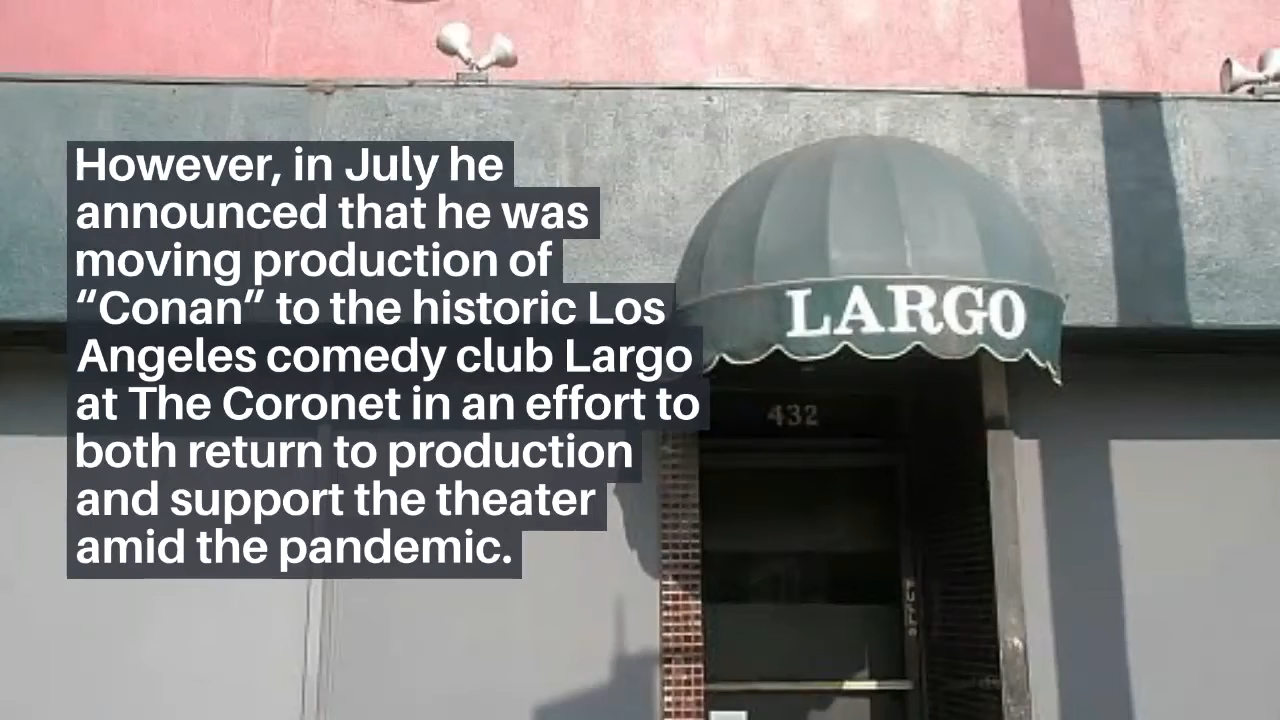 However, in July he
announced that he was
moving production of
“Conan” to the historic Los
Angeles comedy club Largo
at The Coronet in an effort to
both return to production
and support the theater
amid the pandemic.
LARGO
432